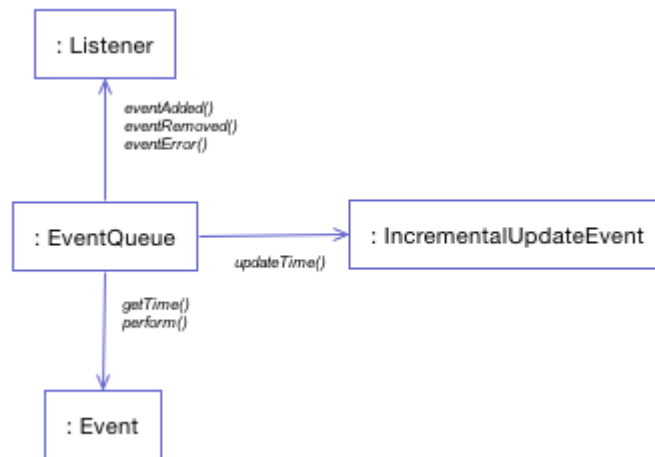 : Listener
eventAdded()
eventRemoved()
eventError()
: EventQueue
: IncrementalUpdateEvent
updateTime()
getTime()
perform()
: Event